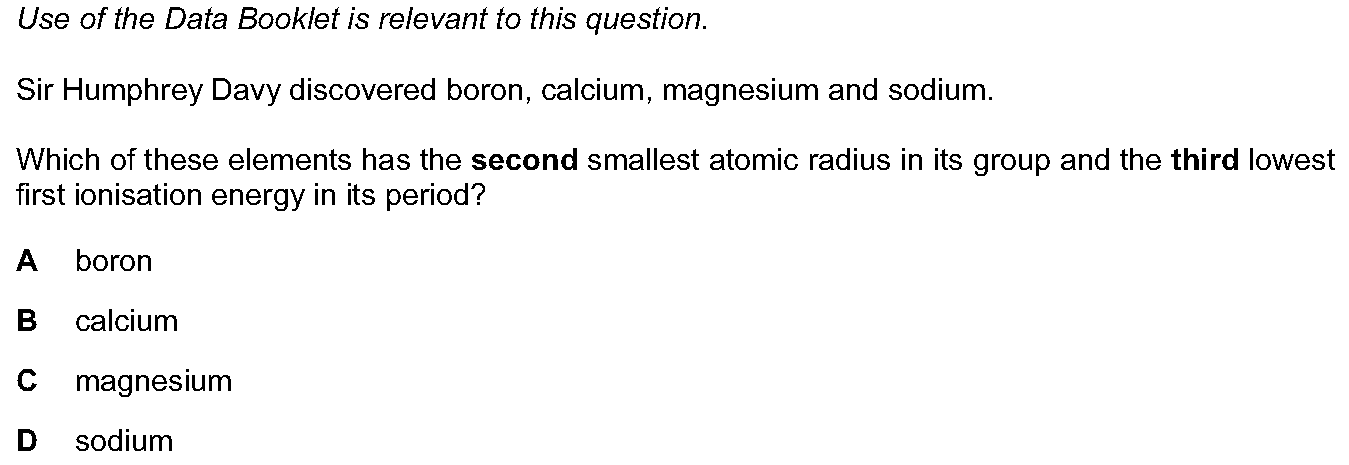 Use of the Data Booklet is relevant to this question.
Sir Humphrey Davy discovered boron, calcium, magnesium and sodium.
Which of these elements has the second smallest atomic radius in its group and the third lowest
first ionisation energy in its period?
A boron
B calcium
C magnesium
D sodium